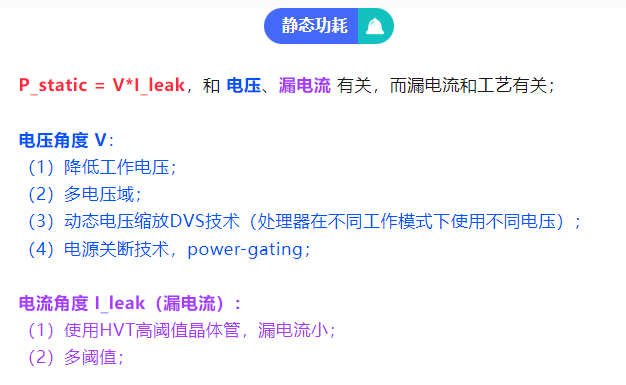 静态功耗
P_static = V*I_leak，和 电压、漏电流 有关，而漏电流和工艺有关；
电压角度 V：
（1）降低工作电压；
（2）多电压域；
（3）动态电压缩放DVS技术（处理器在不同工作模式下使用不同电压）；
（4）电源关断技术，power-gating；
电流角度 I_leak（漏电流）：
（1）使用HVT高阈值晶体管，漏电流小；
（2）多阈值；